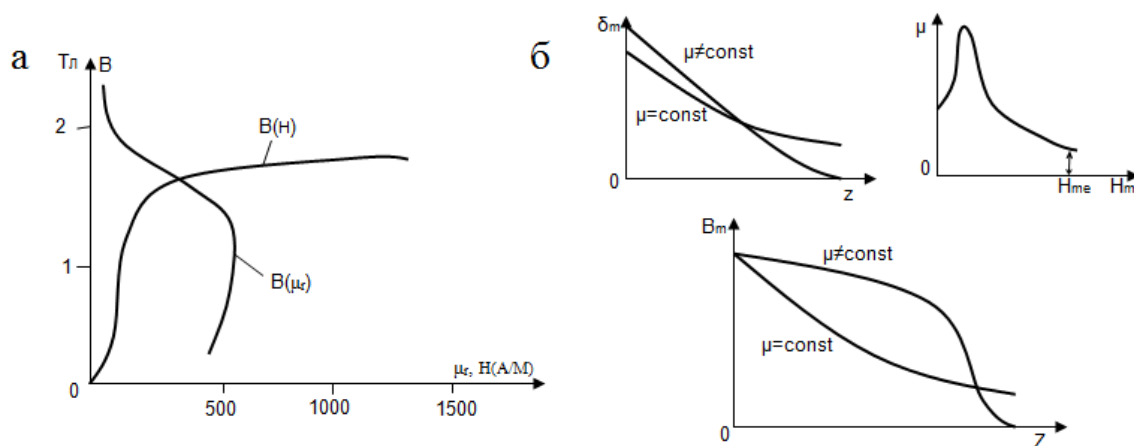 а
Тл
B
2
B(H)
1
B(μr)
0
μr, H(А/М)
500
1000
1500
б
δm
μ≠const
μ=const
0
z
μ
0
Hme
Hm
Bm
μ≠const
μ=const
0
Z